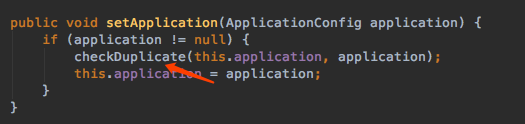 public void setApplication(ApplicationConfig application) {
if (application != null) {
checkDuplicate(this.application, application);
this.application = application;
}
}